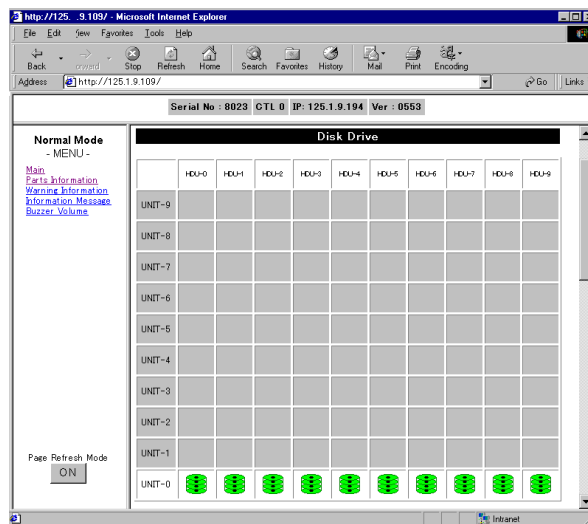 http://125. .9.109/ - Microsoft Internet Explorer
File Edit View Favorites Tools Help
Back Forward Stop Refresh Home Search Favorites History Mail Print Encoding
Address http://125.1.9.109/ Go Links
Serial No : 8023 CTL 0 IP: 125.1.9.194 Ver : 0553
Normal Mode
- MENU -
Main
Parts Information
Warning Information
Information Message
Buzzer Volume
Page Refresh Mode
ON
Disk Drive
HDU-0 HDU-1 HDU-2 HDU-3 HDU-4 HDU-5 HDU-6 HDU-7 HDU-8 HDU-9
UNIT-9
UNIT-8
UNIT-7
UNIT-6
UNIT-5
UNIT-4
UNIT-3
UNIT-2
UNIT-1
UNIT-0
Intranet